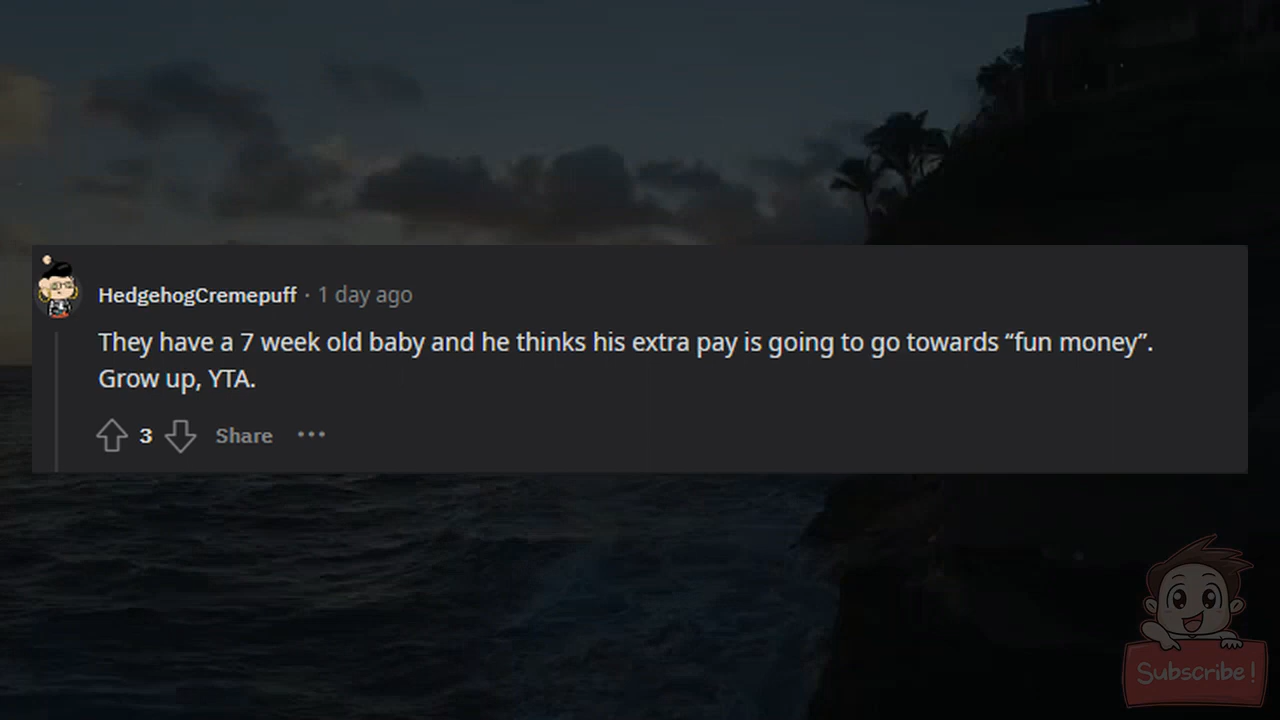 HedgehogCremepuff · 1 day ago
They have a 7 week old baby and he thinks his extra pay is going to go towards “fun money”.
Grow up, YTA.
3 Share •••
Subscribe!